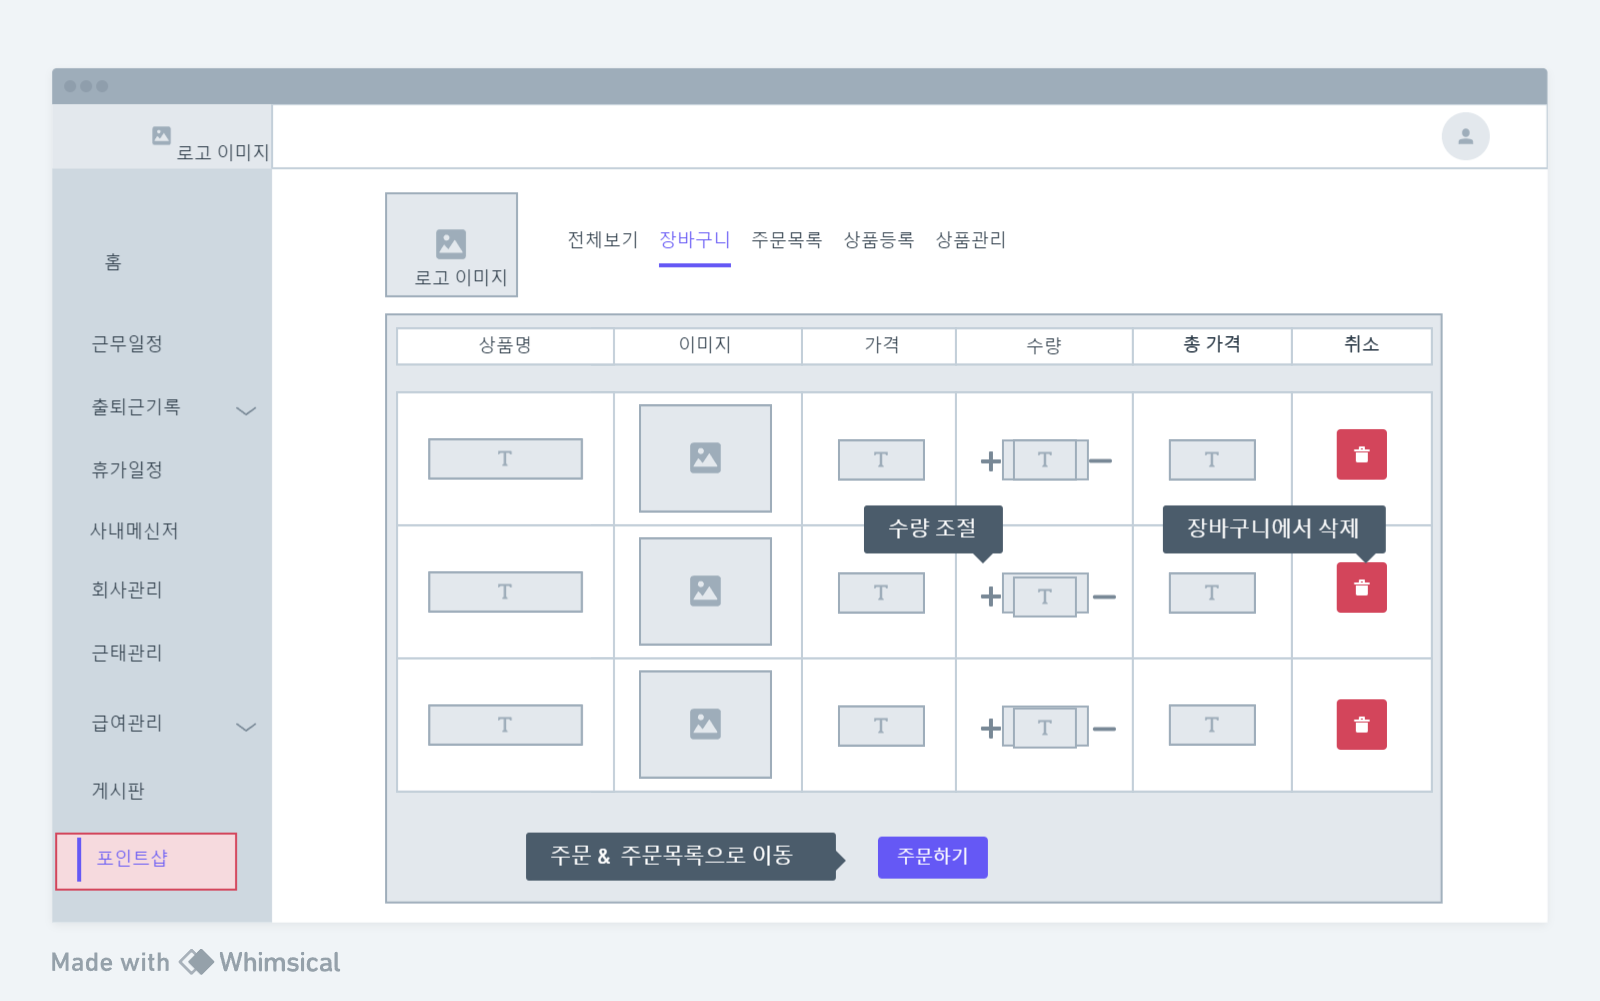 로고 이미지
홈
근무일정
출퇴근기록
휴가일정
사내메신저
회사관리
근태관리
급여관리
게시판
포인트샵
로고 이미지
전체보기 장바구니 주문목록 상품등록 상품관리
상품명 이미지 가격 수량 총 가격 취소
T T T T
수량 조절 장바구니에서 삭제
T T T T
T T T T
주문 & 주문목록으로 이동 주문하기
Made with Whimsical